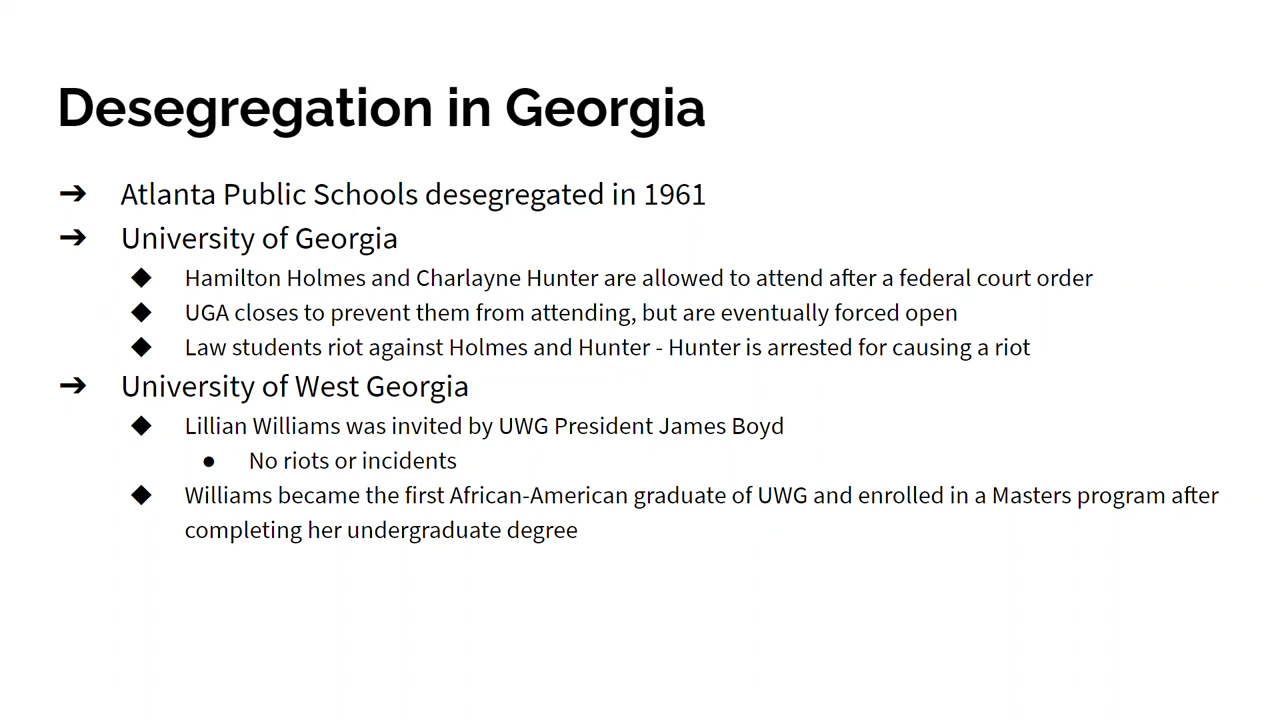 Desegregation in Georgia
➔ Atlanta Public Schools desegregated in 1961
➔ University of Georgia
◆ Hamilton Holmes and Charlayne Hunter are allowed to attend after a federal court order
◆ UGA closes to prevent them from attending, but are eventually forced open
◆ Law students riot against Holmes and Hunter - Hunter is arrested for causing a riot
➔ University of West Georgia
◆ Lillian Williams was invited by UWG President James Boyd
● No riots or incidents
◆ Williams became the first African-American graduate of UWG and enrolled in a Masters program after
completing her undergraduate degree